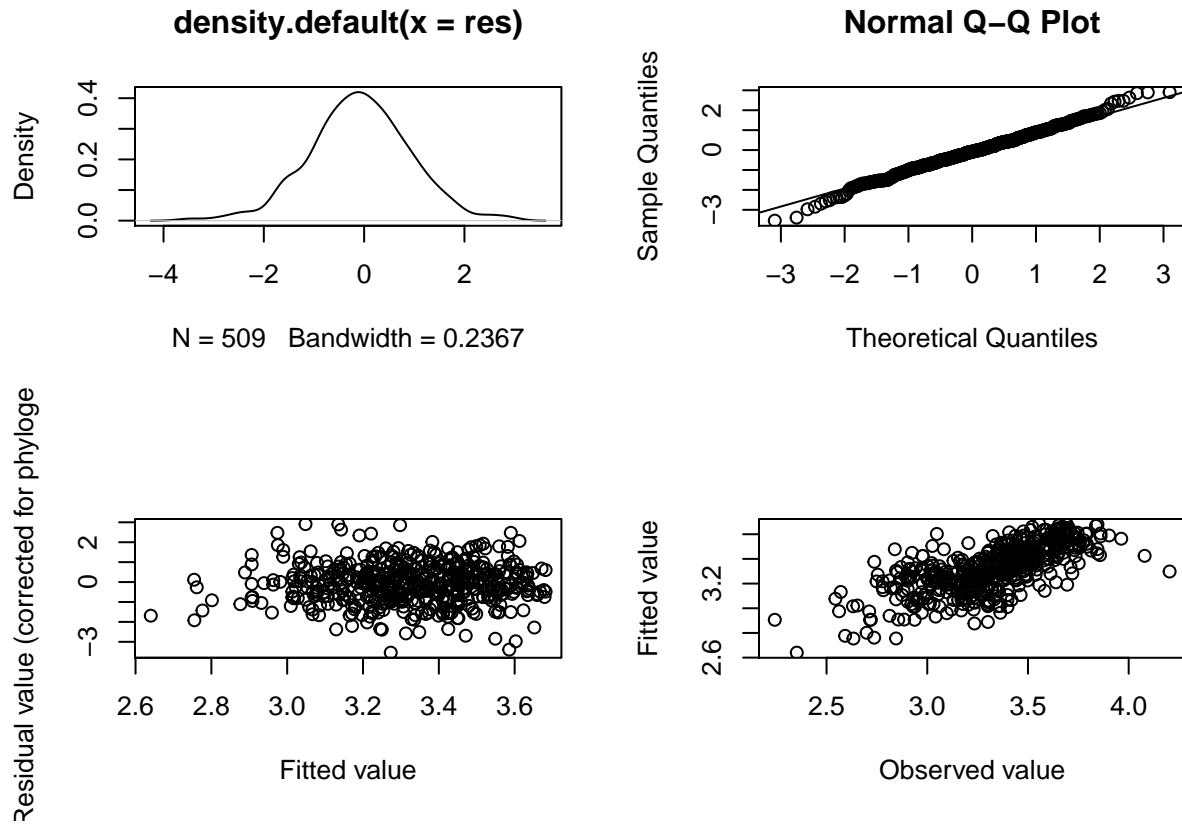 density.default(x = res)
Density
0.0 0.2 0.4
−4 −2 0 2
N = 509 Bandwidth = 0.2367
Normal Q−Q Plot
Sample Quantiles
−3 0 2
−3 −2 −1 0 1 2 3
Theoretical Quantiles
Residual value (corrected for phyloge
−3 0 2
2.6 2.8 3.0 3.2 3.4 3.6
Fitted value
Fitted value
2.6 3.2
2.5 3.0 3.5 4.0
Observed value